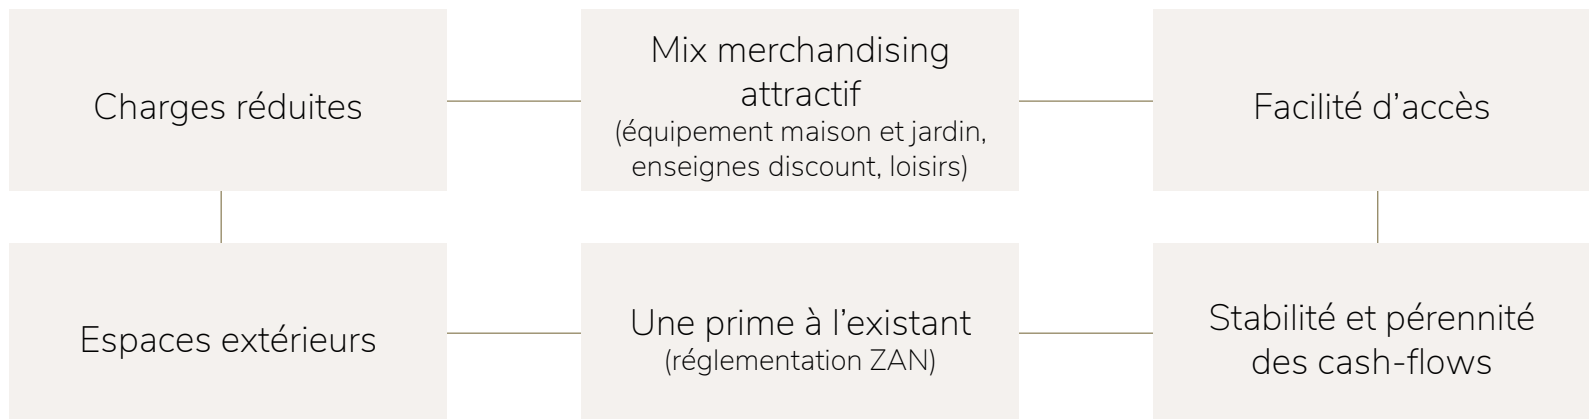 Charges réduites
Mix merchandising
attractif
(équipement maison et jardin,
enseignes discount, loisirs)
Facilité d’accès
Espaces extérieurs
Une prime à l’existant
(réglementation ZAN)
Stabilité et pérennité
des cash-flows